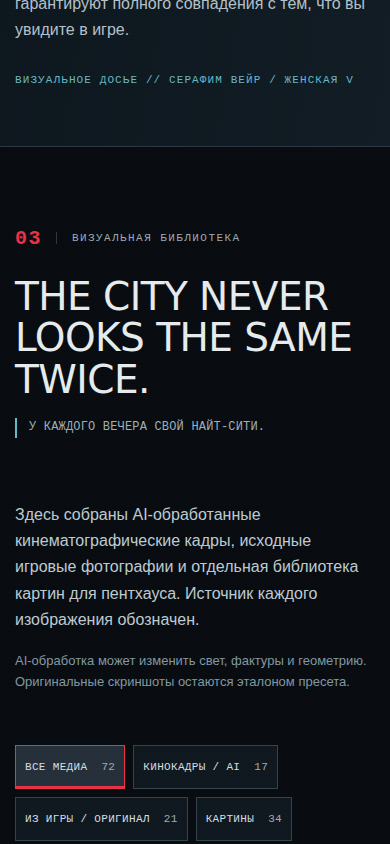 гарантируют полного совпадения с тем, что вы
увидите в игре.
ВИЗУАЛЬНОЕ ДОСЬЕ // СЕРАФИМ ВЕЙР / ЖЕНСКАЯ V
03 ВИЗУАЛЬНАЯ БИБЛИОТЕКА
THE CITY NEVER
LOOKS THE SAME
TWICE.
У КАЖДОГО ВЕЧЕРА СВОЙ НАЙТ-СИТИ.
Здесь собраны AI-обработанные
кинематографические кадры, исходные
игровые фотографии и отдельная библиотека
картин для пентхауса. Источник каждого
изображения обозначен.
AI-обработка может изменить свет, фактуры и геометрию.
Оригинальные скриншоты остаются эталоном пресета.
ВСЕ МЕДИА 72 КИНОКАДРЫ / AI 17
ИЗ ИГРЫ / ОРИГИНАЛ 21 КАРТИНЫ 34